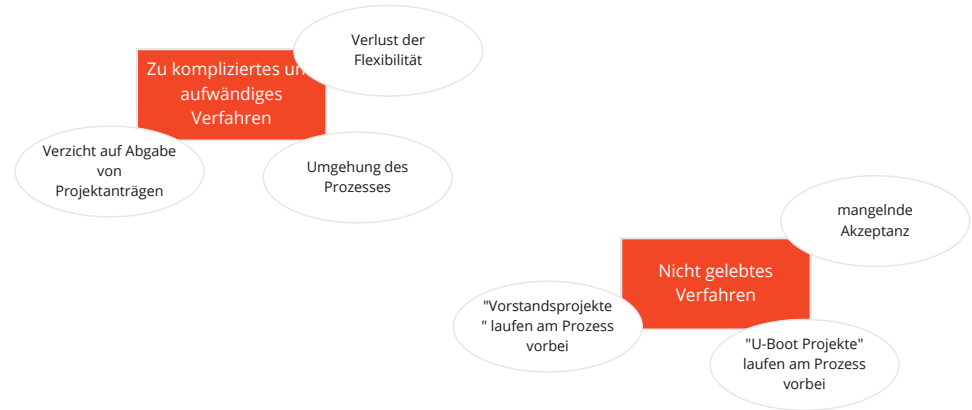 Verlust der
Flexibilität
Zu kompliziertes un
aufwändiges
Verfahren
Verzicht auf Abgabe
von
Projektanträgen
Umgehung des
Prozesses
mangelnde
Akzeptanz
Nicht gelebtes
Verfahren
"Vorstandsprojekte
" laufen am Prozess
vorbei
"U-Boot Projekte"
laufen am Prozess
vorbei